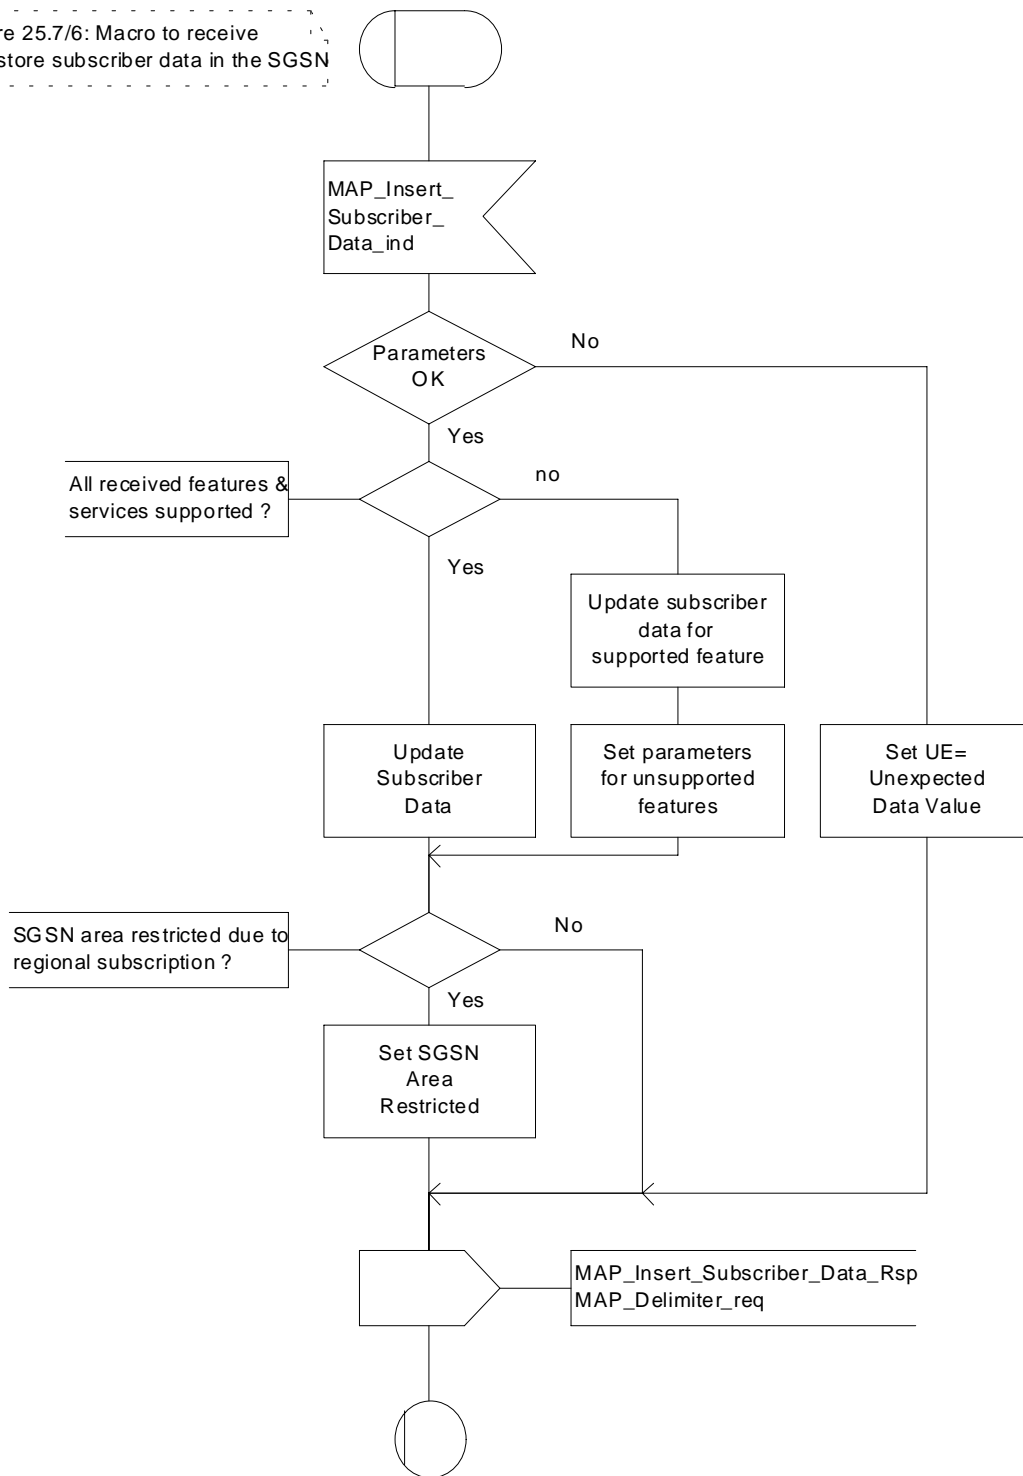 re 25.7/6: Macro to receive
store subscriber data in the SGSN
MAP_Insert_
Subscriber_
Data_ind
Parameters
OK
No
Yes
All received features &
services supported ?
no
Yes
Update subscriber
data for
supported feature
Update
Subscriber
Data
Set parameters
for unsupported
features
Set UE=
Unexpected
Data Value
SGSN area restricted due to
regional subscription ?
No
Yes
Set SGSN
Area
Restricted
MAP_Insert_Subscriber_Data_Rsp
MAP_Delimiter_req